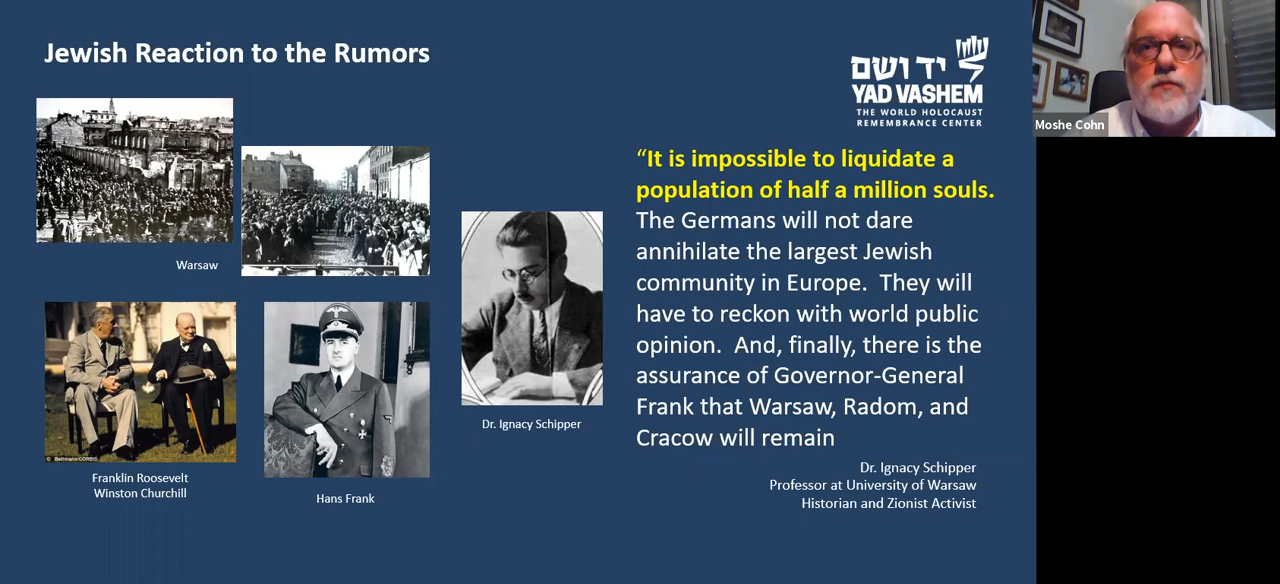 Jewish Reaction to the Rumors
יד ושם
YAD VASHEM
THE WORLD HOLOCAUST
REMEMBRANCE CENTER
Moshe Cohn
Warsaw
© Bettmann/CORBIS
Franklin Roosevelt
Winston Churchill
Hans Frank
Dr. Ignacy Schipper
“It is impossible to liquidate a
population of half a million souls.
The Germans will not dare
annihilate the largest Jewish
community in Europe. They will
have to reckon with world public
opinion. And, finally, there is the
assurance of Governor-General
Frank that Warsaw, Radom, and
Cracow will remain
Dr. Ignacy Schipper
Professor at University of Warsaw
Historian and Zionist Activist